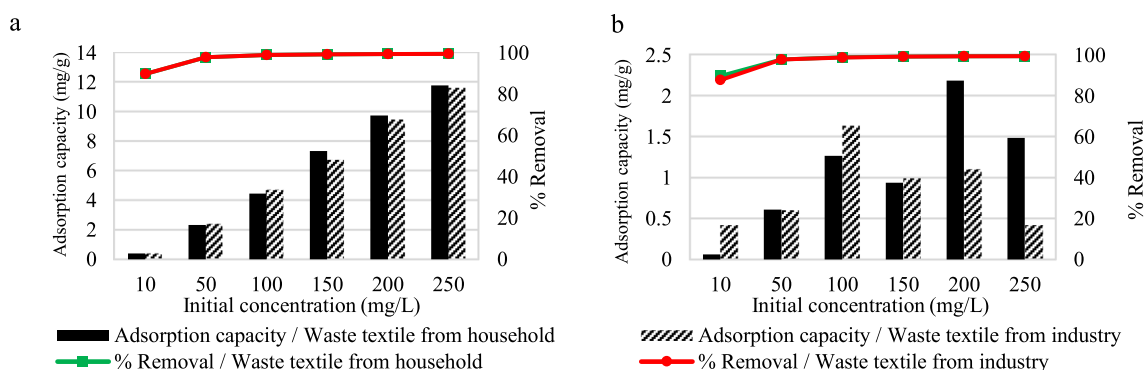 a
Adsorption capacity (mg/g)
14
12
10
8
6
4
2
0
100
80
60
40
20
0
% Removal
10 50 100 150 200 250
Initial concentration (mg/L)
b
Adsorption capacity (mg/g)
2.5
2
1.5
1
0.5
0
100
80
60
40
20
0
% Removal
10 50 100 150 200 250
Initial concentration (mg/L)
Adsorption capacity / Waste textile from household
Adsorption capacity / Waste textile from industry
% Removal / Waste textile from household
% Removal / Waste textile from industry